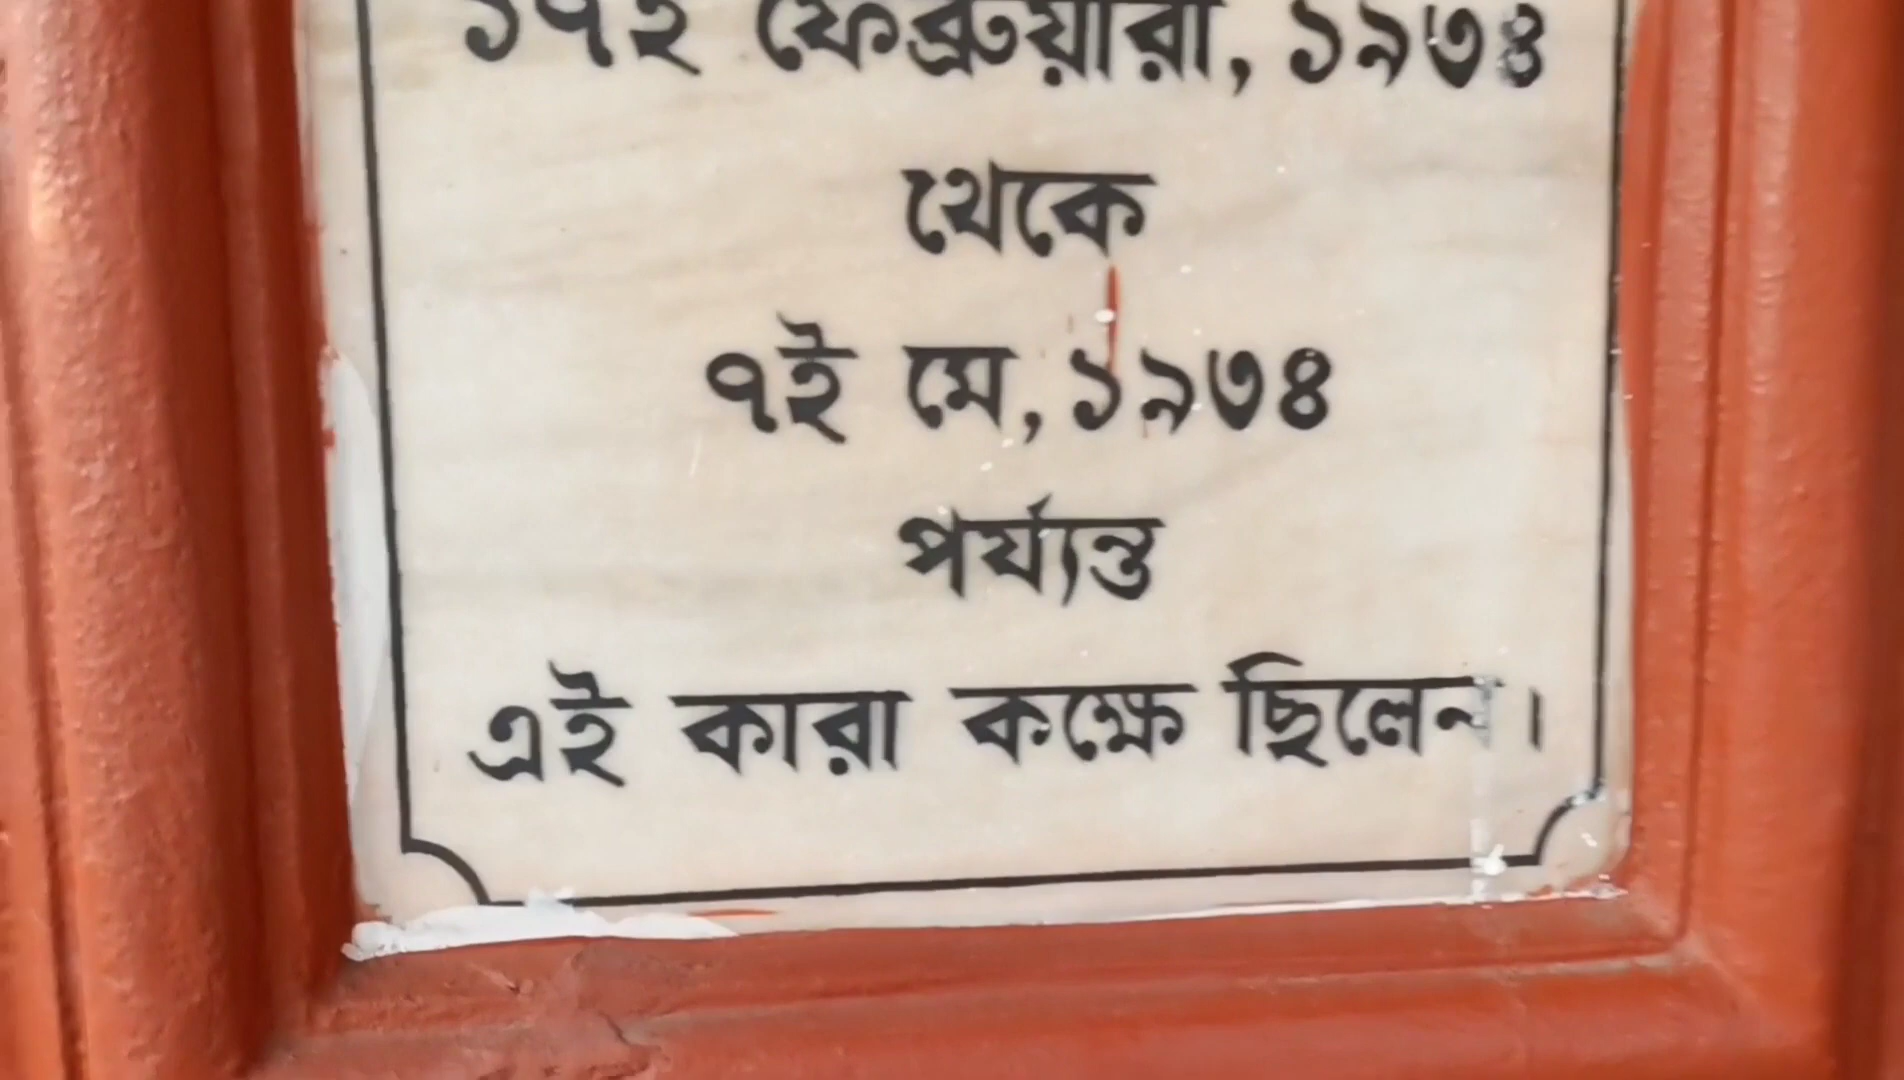 ১৭ই ফেব্রুয়ারী, ১৯৩৪
থেকে
৭ই মে, ১৯৩৪
পর্য্যন্ত
এই কারা কক্ষে ছিলেন।